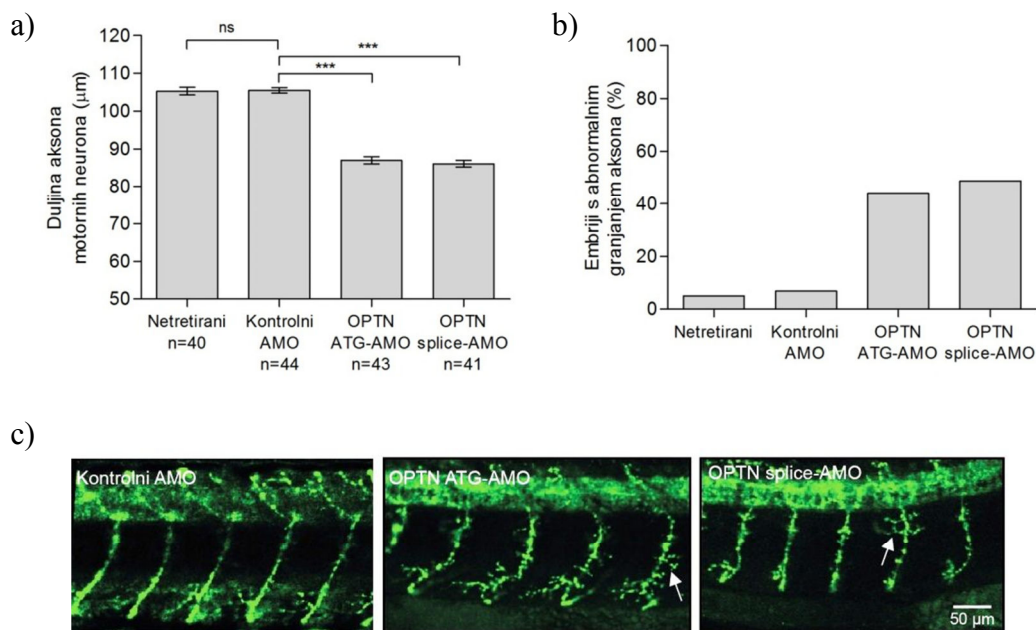 a)
Duljina aksona
motornih neurona (μm)
120
110
100
90
80
70
60
50
ns
***
***
Netretirani
n=40
Kontrolni
AMO
n=44
OPTN
ATG-AMO
n=43
OPTN
splice-AMO
n=41
b)
Embriji s abnormalnim
granjanjem aksona (%)
100
80
60
40
20
0
Netretirani
Kontrolni
AMO
OPTN
ATG-AMO
OPTN
splice-AMO
c)
Kontrolni AMO
OPTN ATG-AMO
OPTN splice-AMO
50 μm